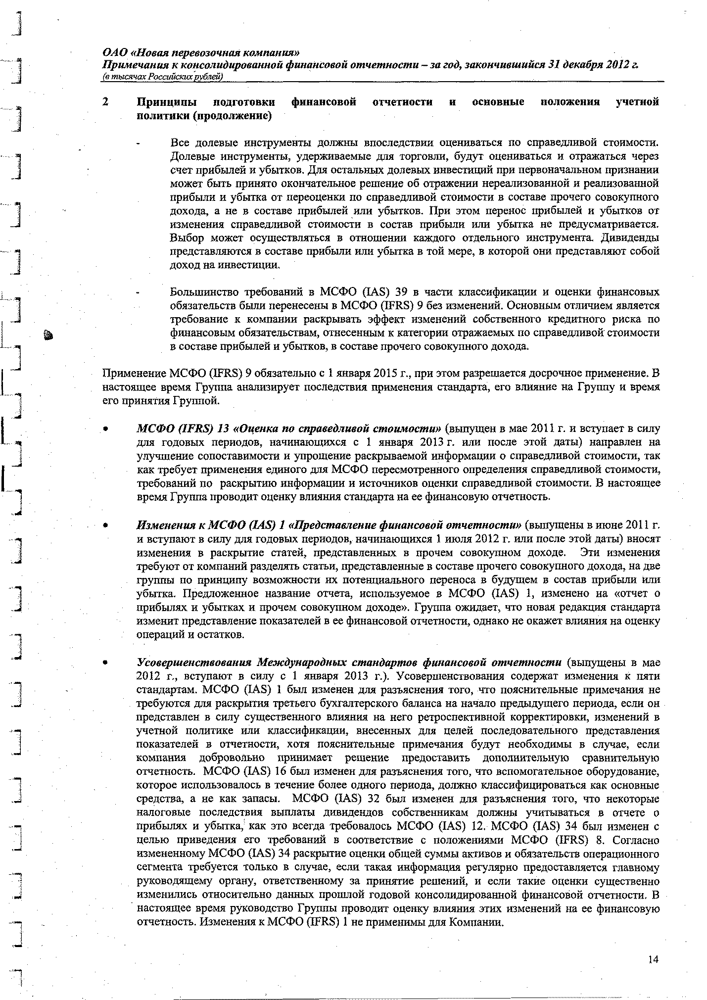 ОАО «Новая перевозочная компания»
Примечания к консолидированной финансовой отчетности – за год, закончившийся 31 декабря 2012 г.
(в тысячах Российских рублей)
2 Принципы подготовки финансовой отчетности и основные положения учетной
политики (продолжение)
- Все долевые инструменты должны впоследствии оцениваться по справедливой стоимости.
Долевые инструменты, удерживаемые для торговли, будут оцениваться и отражаться через
счет прибылей и убытков. Для остальных долевых инвестиций при первоначальном признании
может быть принято окончательное решение об отражении нереализованной и реализованной
прибыли и убытка от переоценки по справедливой стоимости в составе прочего совокупного
дохода, а не в составе прибылей или убытков. При этом перенос прибылей и убытков от
изменения справедливой стоимости в состав прибыли или убытка не предусматривается.
Выбор может осуществляться в отношении каждого отдельного инструмента. Дивиденды
представляются в составе прибыли или убытка в той мере, в которой они представляют собой
доход на инвестиции.
- Большинство требований в МСФО (IAS) 39 в части классификации и оценки финансовых
обязательств были перенесены в МСФО (IFRS) 9 без изменений. Основным отличием является
требование к компании раскрывать эффект изменений собственного кредитного риска по
финансовым обязательствам, отнесенным к категории отражаемых по справедливой стоимости
в составе прибылей и убытков, в составе прочего совокупного дохода.
Применение МСФО (IFRS) 9 обязательно с 1 января 2015 г., при этом разрешается досрочное применение. В
настоящее время Группа анализирует последствия применения стандарта, его влияние на Группу и время
его принятия Группой.
• МСФО (IFRS) 13 «Оценка по справедливой стоимости» (выпущен в мае 2011 г. и вступает в силу
для годовых периодов, начинающихся с 1 января 2013 г. или после этой даты) направлен на
улучшение сопоставимости и упрощение раскрываемой информации о справедливой стоимости, так
как требует применения единого для МСФО пересмотренного определения справедливой стоимости,
требований по раскрытию информации и источников оценки справедливой стоимости. В настоящее
время Группа проводит оценку влияния стандарта на ее финансовую отчетность.
• Изменения к МСФО (IAS) 1 «Представление финансовой отчетности» (выпущены в июне 2011 г.
и вступают в силу для годовых периодов, начинающихся 1 июля 2012 г. или после этой даты) вносят
изменения в раскрытие статей, представленных в прочем совокупном доходе. Эти изменения
требуют от компаний разделять статьи, представленные в составе прочего совокупного дохода, на две
группы по принципу возможности их потенциального переноса в будущем в состав прибыли или
убытка. Предложенное название отчета, используемое в МСФО (IAS) 1, изменено на «отчет о
прибылях и убытках и прочем совокупном доходе». Группа ожидает, что новая редакция стандарта
изменит представление показателей в ее финансовой отчетности, однако не окажет влияния на оценку
операций и остатков.
• Усовершенствования Международных стандартов финансовой отчетности (выпущены в мае
2012 г., вступают в силу с 1 января 2013 г.). Усовершенствования содержат изменения к пяти
стандартам. МСФО (IAS) 1 был изменен для разъяснения того, что пояснительные примечания не
требуются для раскрытия третьего бухгалтерского баланса на начало предыдущего периода, если он
представлен в силу существенного влияния на него ретроспективной корректировки, изменений в
учетной политике или классификации, внесенных для целей последовательного представления
показателей в отчетности, хотя пояснительные примечания будут необходимы в случае, если
компания добровольно принимает решение предоставить дополнительную сравнительную
отчетность. МСФО (IAS) 16 был изменен для разъяснения того, что вспомогательное оборудование,
которое использовалось в течение более одного периода, должно классифицироваться как основные
средства, а не как запасы. МСФО (IAS) 32 был изменен для разъяснения того, что некоторые
налоговые последствия выплаты дивидендов собственникам должны учитываться в отчете о
прибылях и убытка, как это всегда требовалось МСФО (IAS) 12. МСФО (IAS) 34 был изменен с
целью приведения его требований в соответствие с положениями МСФО (IFRS) 8. Согласно
измененному МСФО (IAS) 34 раскрытие оценки общей суммы активов и обязательств операционного
сегмента требуется только в случае, если такая информация регулярно предоставляется главному
руководящему органу, ответственному за принятие решений, и если такие оценки существенно
изменились относительно данных прошлой годовой консолидированной финансовой отчетности. В
настоящее время руководство Группы проводит оценку влияния этих изменений на ее финансовую
отчетность. Изменения к МСФО (IFRS) 1 не применимы для Компании.
14